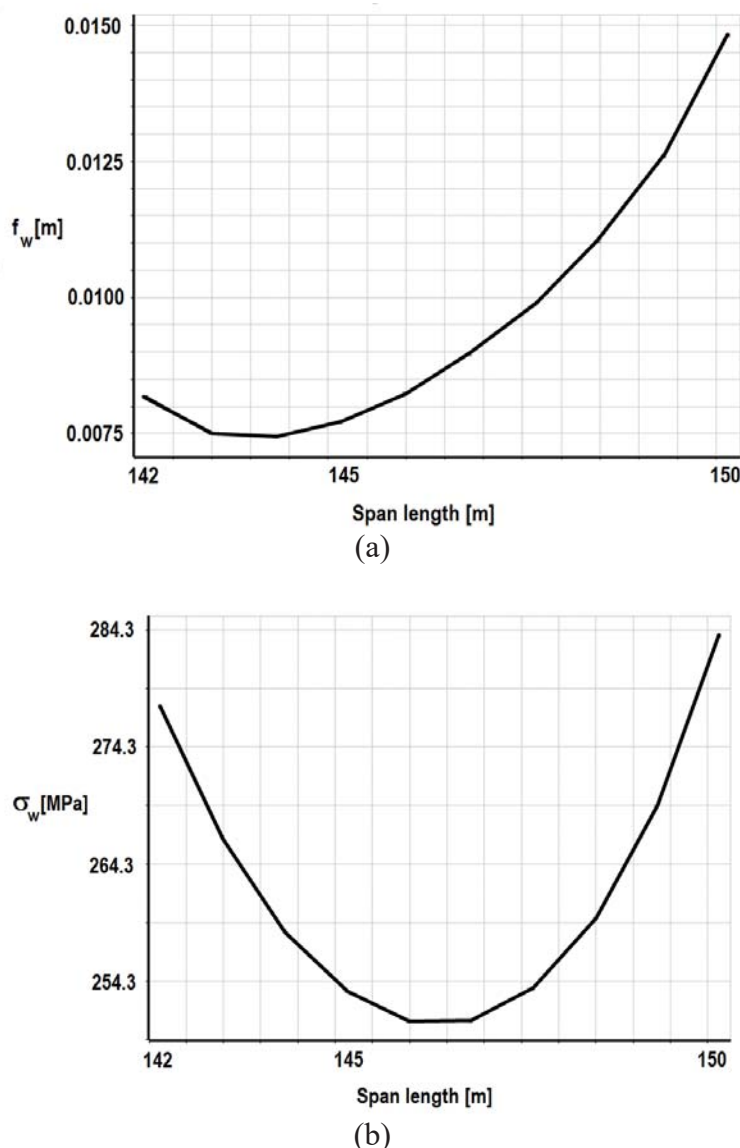 0.0150
0.0125
f_w[m]
0.0100
0.0075
142 145 150
Span length [m]
(a)
284.3
274.3
σ_w[MPa]
264.3
254.3
142 145 150
Span length [m]
(b)